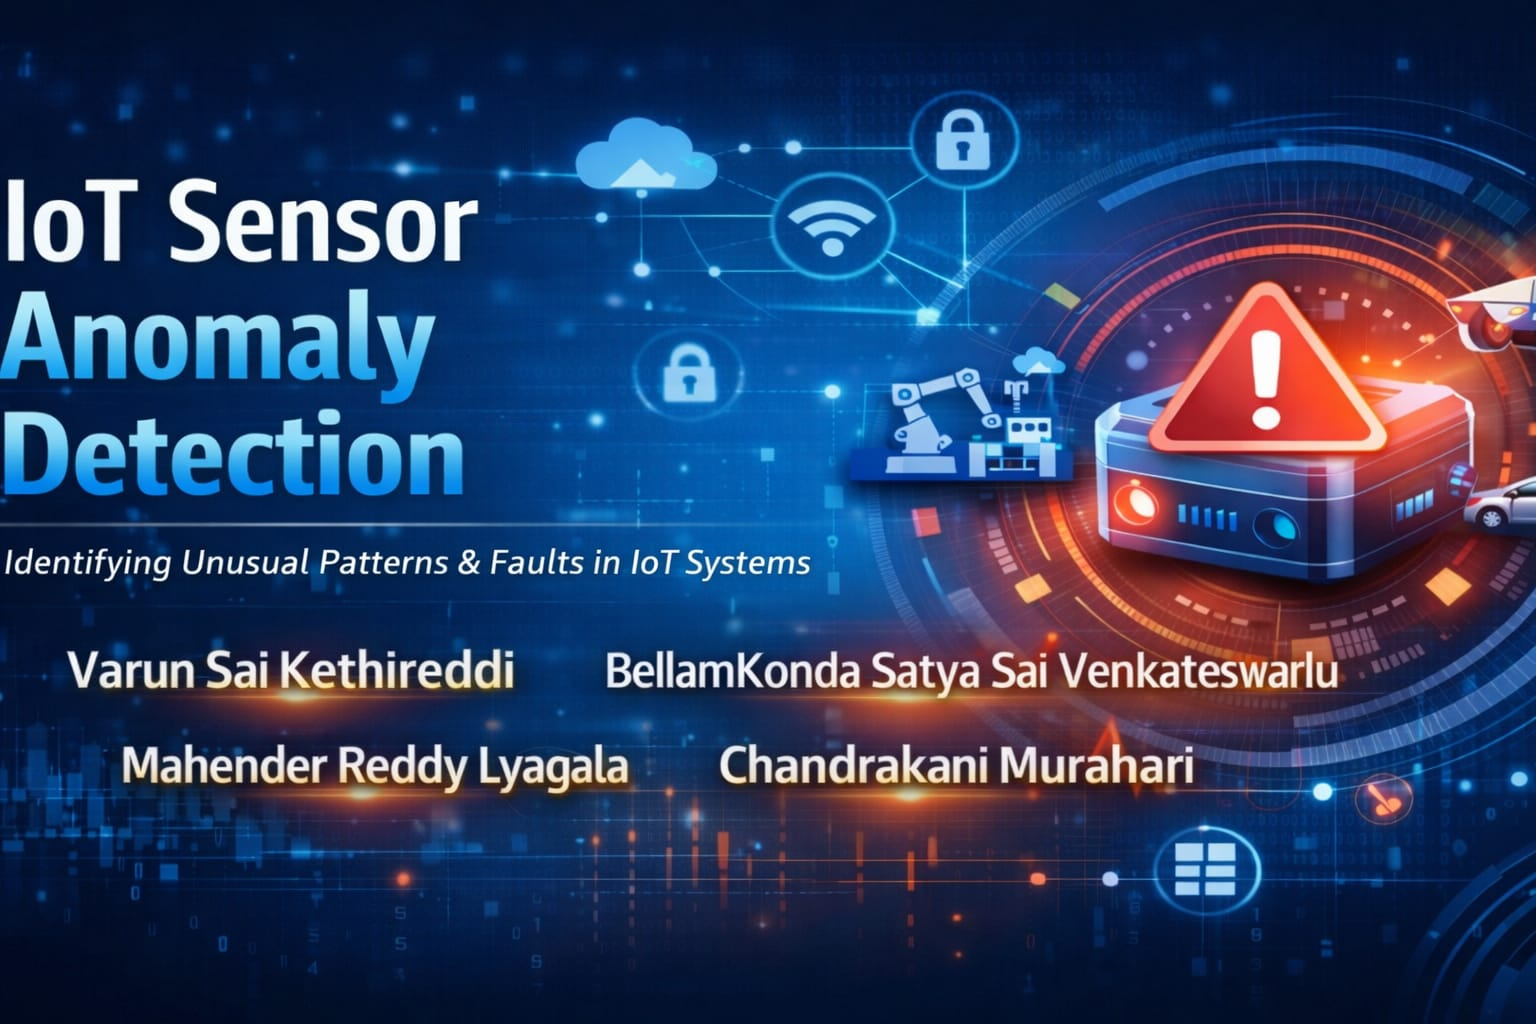 IoT Sensor
Anomaly
Detection
Identifying Unusual Patterns & Faults in IoT Systems
Varun Sai Kethireddi
BellamKonda Satya Sai Venkateswarlu
Mahender Reddy Lyagala
Chandrakani Murahari